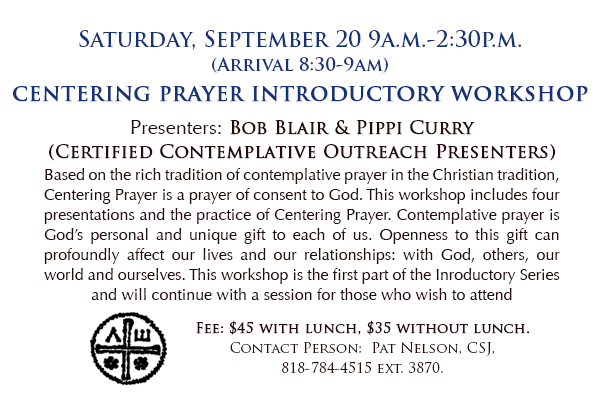 Saturday, September 20 9a.m.-2:30p.m.
(Arrival 8:30-9am)
centering prayer introductory workshop
Presenters: Bob Blair & Pippi Curry
(Certified Contemplative Outreach Presenters)
Based on the rich tradition of contemplative prayer in the Christian tradition,
Centering Prayer is a prayer of consent to God. This workshop includes four
presentations and the practice of Centering Prayer. Contemplative prayer is
God's personal and unique gift to each of us. Openness to this gift can
profoundly affect our lives and our relationships: with God, others, our
world and ourselves. This workshop is the first part of the Inroductory Series
and will continue with a session for those who wish to attend
Fee: $45 with lunch, $35 without lunch.
Contact Person: Pat Nelson, CSJ,
818-784-4515 ext. 3870.